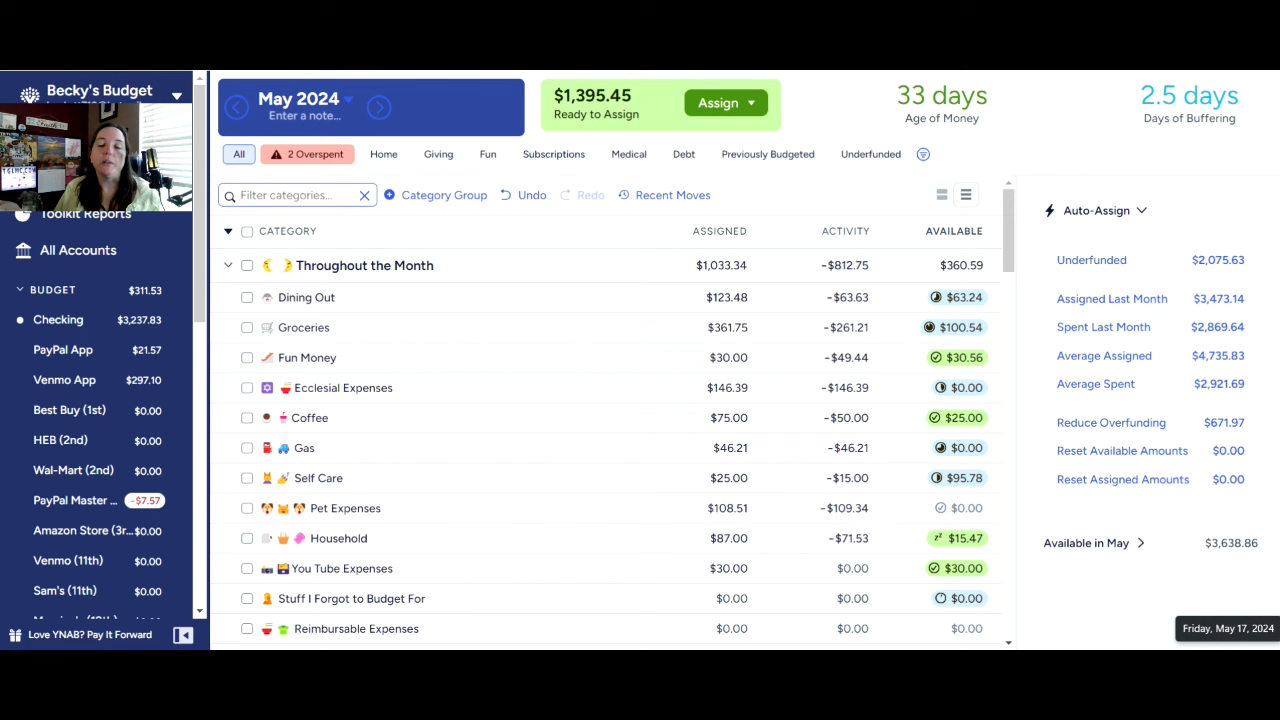 Becky's Budget
May 2024
Enter a note...
$1,395.45
Ready to Assign
Assign
33 days
Age of Money
2.5 days
Days of Buffering
All
2 Overspent
Home
Giving
Fun
Subscriptions
Medical
Debt
Previously Budgeted
Underfunded
Filter categories...
Category Group
Undo
Redo
Recent Moves
Toolkit Reports
All Accounts
BUDGET $311.53
Checking $3,237.83
PayPal App $21.57
Venmo App $297.10
Best Buy (1st) $0.00
HEB (2nd) $0.00
Wal-Mart (2nd) $0.00
PayPal Master ... -$7.57
Amazon Store (3r... $0.00
Venmo (11th) $0.00
Sam's (11th) $0.00
Love YNAB? Pay It Forward
CATEGORY ASSIGNED ACTIVITY AVAILABLE
Throughout the Month $1,033.34 -$812.75 $360.59
Dining Out $123.48 -$63.63 $63.24
Groceries $361.75 -$261.21 $100.54
Fun Money $30.00 -$49.44 $30.56
Ecclesial Expenses $146.39 -$146.39 $0.00
Coffee $75.00 -$50.00 $25.00
Gas $46.21 -$46.21 $0.00
Self Care $25.00 -$15.00 $95.78
Pet Expenses $108.51 -$109.34 $0.00
Household $87.00 -$71.53 $15.47
You Tube Expenses $30.00 $0.00 $30.00
Stuff I Forgot to Budget For $0.00 $0.00 $0.00
Reimbursable Expenses $0.00 $0.00 $0.00
Auto-Assign
Underfunded $2,075.63
Assigned Last Month $3,473.14
Spent Last Month $2,869.64
Average Assigned $4,735.83
Average Spent $2,921.69
Reduce Overfunding $671.97
Reset Available Amounts $0.00
Reset Assigned Amounts $0.00
Available in May $3,638.86
Friday, May 17, 2024